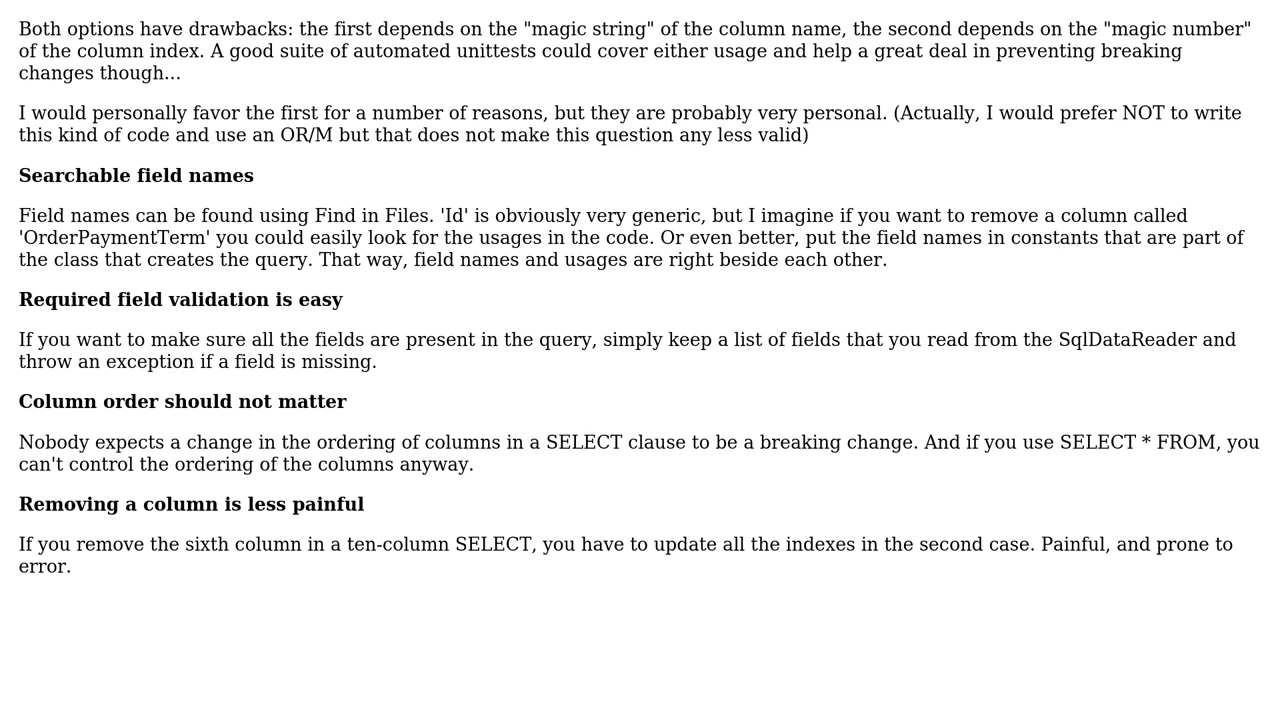 Both options have drawbacks: the first depends on the "magic string" of the column name, the second depends on the "magic number"
of the column index. A good suite of automated unittests could cover either usage and help a great deal in preventing breaking
changes though...
I would personally favor the first for a number of reasons, but they are probably very personal. (Actually, I would prefer NOT to write
this kind of code and use an OR/M but that does not make this question any less valid)
Searchable field names
Field names can be found using Find in Files. 'Id' is obviously very generic, but I imagine if you want to remove a column called
'OrderPaymentTerm' you could easily look for the usages in the code. Or even better, put the field names in constants that are part of
the class that creates the query. That way, field names and usages are right beside each other.
Required field validation is easy
If you want to make sure all the fields are present in the query, simply keep a list of fields that you read from the SqlDataReader and
throw an exception if a field is missing.
Column order should not matter
Nobody expects a change in the ordering of columns in a SELECT clause to be a breaking change. And if you use SELECT * FROM, you
can't control the ordering of the columns anyway.
Removing a column is less painful
If you remove the sixth column in a ten-column SELECT, you have to update all the indexes in the second case. Painful, and prone to
error.